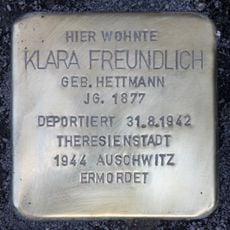 HIER WOHNTE
KLARA FREUNDLICH
GEB. HETTMANN
JG. 1877
DEPORTIERT 31.8.1942
THERESIENSTADT
1944 AUSCHWITZ
ERMORDET